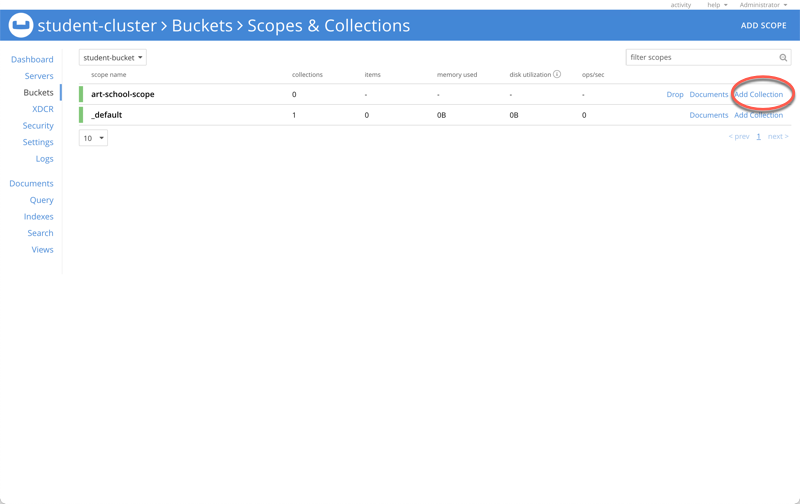 activity help Administrator
student-cluster > Buckets > Scopes & Collections ADD SCOPE
Dashboard
Servers
Buckets
XDCR
Security
Settings
Logs
Documents
Query
Indexes
Search
Views
student-bucket filter scopes
scope name collections items memory used disk utilization ops/sec
art-school-scope 0 - - - - Drop Documents Add Collection
_default 1 0 0B 0B 0 Documents Add Collection
10 < prev 1 next >